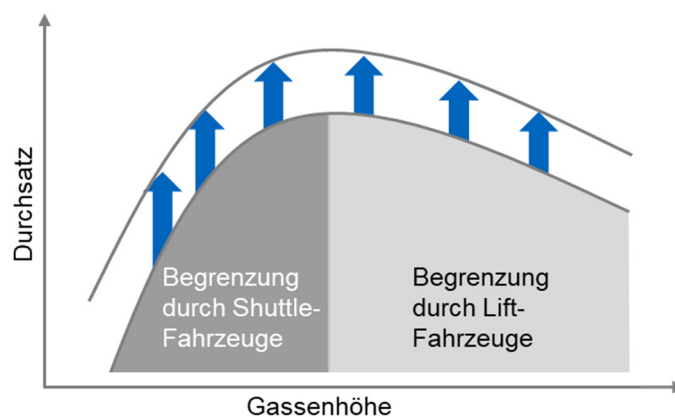 Durchsatz
Begrenzung
durch Shuttle-
Fahrzeuge
Begrenzung
durch Lift-
Fahrzeuge
Gassenhöhe